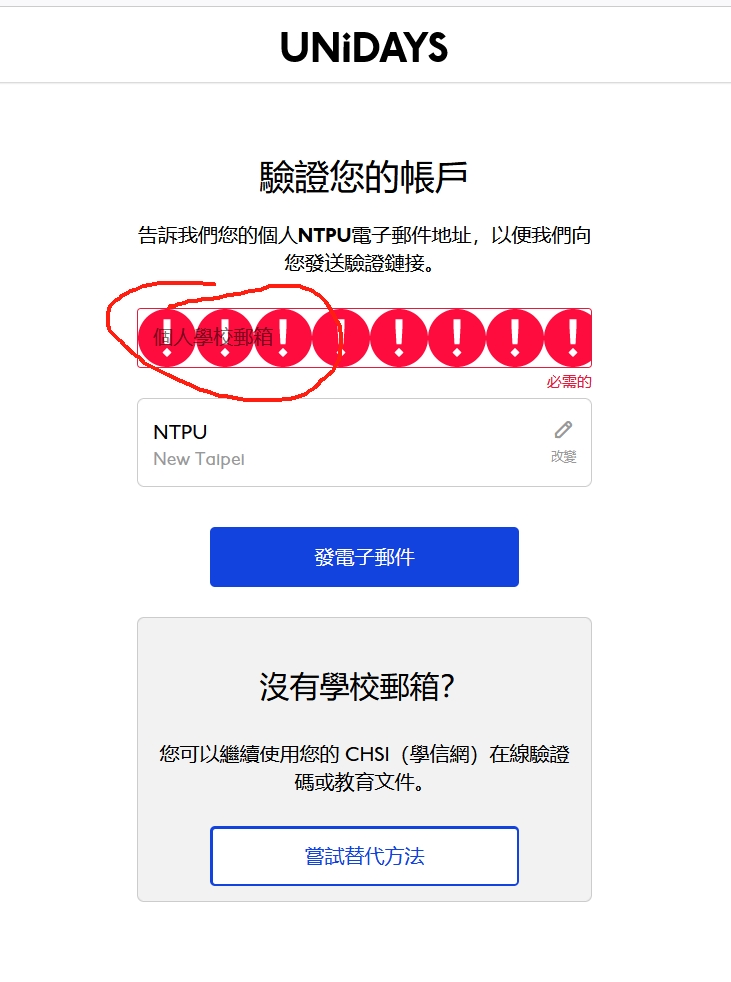 UNiDAYS
驗證您的帳戶
告訴我們您的個人NTPU電子郵件地址，以便我們向
您發送驗證鏈接。
個人學校郵箱
必需的
NTPU
New Taipei
改變
發電子郵件
沒有學校郵箱？
您可以繼續使用您的 CHSI（學信網）在線驗證
碼或教育文件。
嘗試替代方法